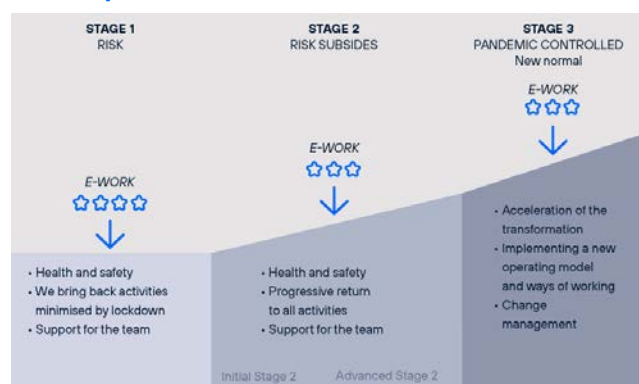 STAGE 1
RISK
E-WORK
• Health and safety
• We bring back activities
minimised by lockdown
• Support for the team
STAGE 2
RISK SUBSIDES
E-WORK
• Health and safety
• Progressive return
to all activities
• Support for the team
Initial Stage 2
Advanced Stage 2
STAGE 3
PANDEMIC CONTROLLED
New normal
E-WORK
• Acceleration of the
transformation
• Implementing a new
operating model
and ways of working
• Change
management